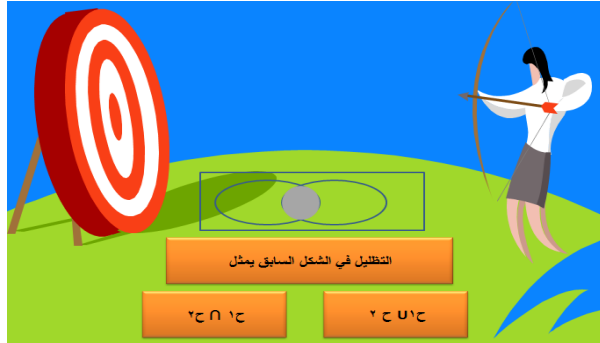 التظليل في الشكل السابق يمثل
ح١ U ح ٢
ح١ ∩ ح٢